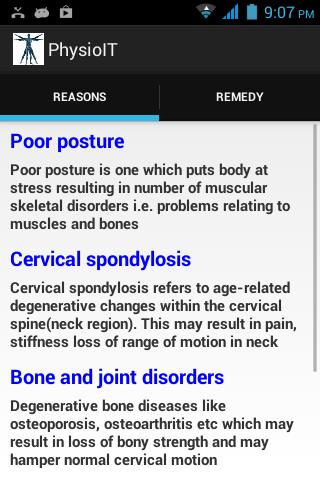 9:07 PM
PhysioIT
REASONS
REMEDY
Poor posture
Poor posture is one which puts body at
stress resulting in number of muscular
skeletal disorders i.e. problems relating to
muscles and bones
Cervical spondylosis
Cervical spondylosis refers to age-related
degenerative changes within the cervical
spine(neck region). This may result in pain,
stiffness loss of range of motion in neck
Bone and joint disorders
Degenerative bone diseases like
osteoporosis, osteoarthritis etc which may
result in loss of bony strength and may
hamper normal cervical motion